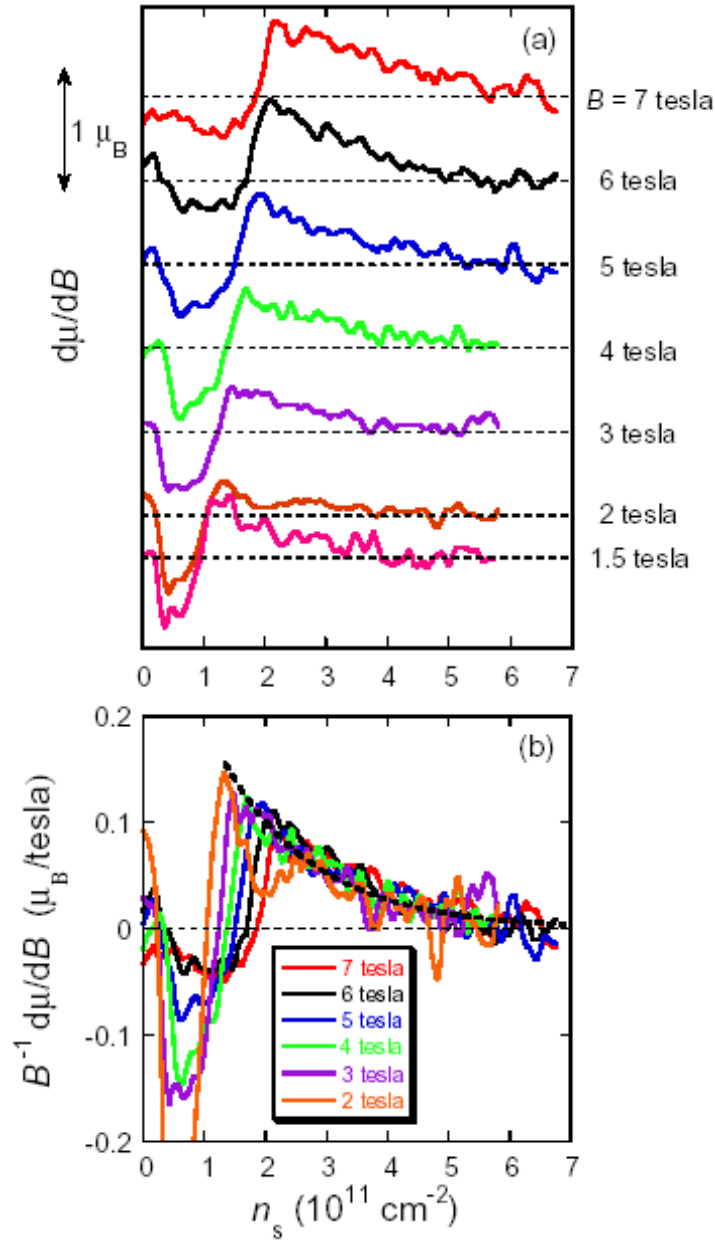 (a)
1 μB
B = 7 tesla
6 tesla
5 tesla
4 tesla
3 tesla
2 tesla
1.5 tesla
dμ/dB
0 1 2 3 4 5 6 7
(b)
0.2
0.1
0
-0.1
-0.2
B⁻¹ dμ/dB (μB/tesla)
7 tesla
6 tesla
5 tesla
4 tesla
3 tesla
2 tesla
0 1 2 3 4 5 6 7
ns (10¹¹ cm⁻²)